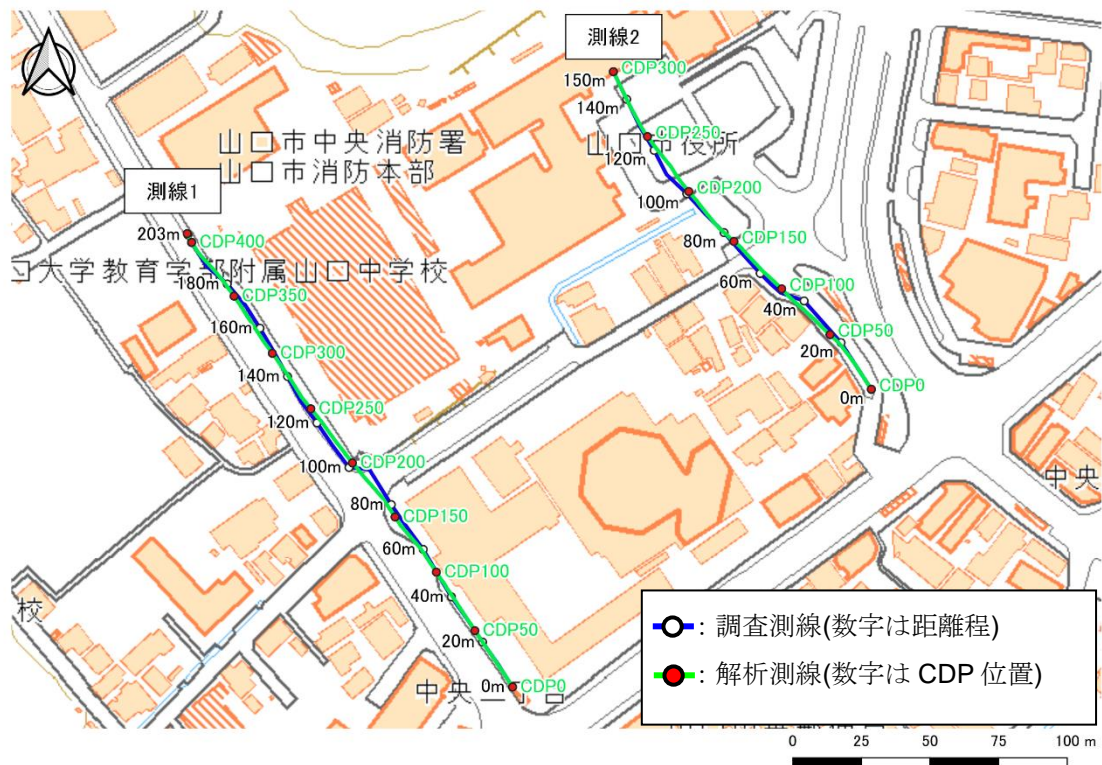 測線2
CDP300
150m
140m
CDP250
120m
山口市役所
山口市中央消防署
山口市消防本部
CDP200
100m
測線1
80m
CDP150
203m
CDP400
大学教育学部附属山口中学校
60m
CDP100
180m
CDP350
40m
CDP50
160m
20m
CDP300
140m
0m
CDP0
CDP250
120m
CDP200
100m
中央
80m
CDP150
60m
CDP100
40m
校
: 調査測線(数字は距離程)
CDP50
20m
: 解析測線(数字は CDP 位置)
0m
CDP0
中央二丁目
0 25 50 75 100 m